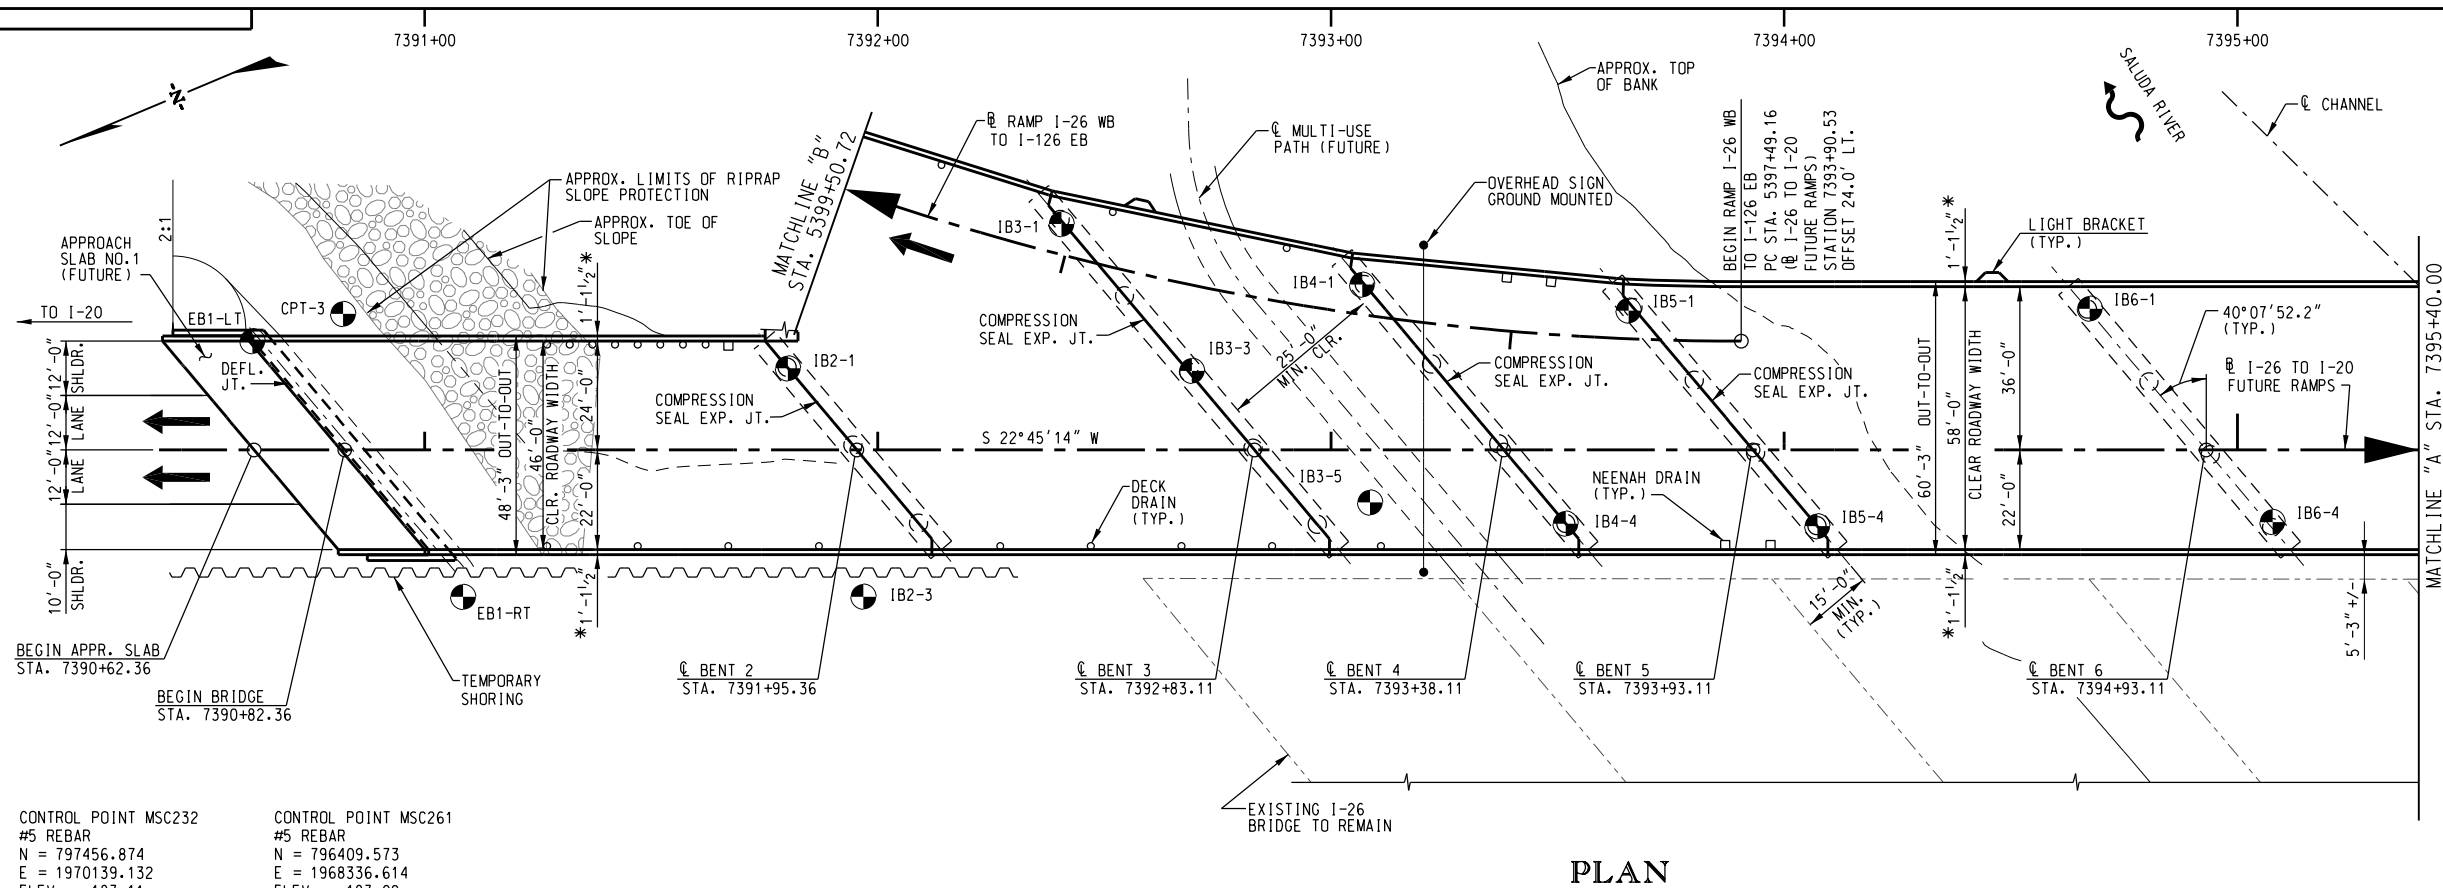 7391+00
7392+00
7393+00
7394+00
7395+00
N
2:1
APPROACH
SLAB NO.1
(FUTURE)
TO I-20
EB1-LT
DEFL.
JT.
CPT-3
APPROX. LIMITS OF RIPRAP
SLOPE PROTECTION
APPROX. TOE OF
SLOPE
1'-1½"*
MATCHLINE "B"
STA. 5399+50.72
℄ RAMP I-26 WB
TO I-126 EB
℄ MULTI-USE
PATH (FUTURE)
APPROX. TOP
OF BANK
OVERHEAD SIGN
GROUND MOUNTED
BEGIN RAMP I-26 WB
TO I-126 EB
PC STA. 5397+49.16
(℄ I-26 TO I-20
FUTURE RAMPS)
STATION 7393+90.53
OFFSET 24.0' LT.
SALUDA RIVER
℄ CHANNEL
1'-1½"*
LIGHT BRACKET
(TYP.)
12'-0"
SHLDR.
12'-0"
LANE
12'-0"
LANE
10'-0"
SHLDR.
48'-3" OUT-TO-OUT
46'-0"
CLR. ROADWAY WIDTH
24'-0"
22'-0"
*1'-1½"
IB2-1
COMPRESSION
SEAL EXP. JT.
IB3-1
COMPRESSION
SEAL EXP. JT.
IB3-3
25'-0"
MIN. CLR.
IB4-1
COMPRESSION
SEAL EXP. JT.
IB5-1
COMPRESSION
SEAL EXP. JT.
IB6-1
40°07'52.2"
(TYP.)
℄ I-26 TO I-20
FUTURE RAMPS
60'-3" OUT-TO-OUT
58'-0"
CLEAR ROADWAY WIDTH
36'-0"
22'-0"
*1'-1½"
S 22°45'14" W
DECK
DRAIN
(TYP.)
IB3-5
NEENAH DRAIN
(TYP.)
IB4-4
IB5-4
IB6-4
15'-0"
MIN.
(TYP.)
5'-3"+/-
MATCHLINE "A" STA. 7395+40.00
EB1-RT
IB2-3
BEGIN APPR. SLAB
STA. 7390+62.36
BEGIN BRIDGE
STA. 7390+82.36
TEMPORARY
SHORING
℄ BENT 2
STA. 7391+95.36
℄ BENT 3
STA. 7392+83.11
℄ BENT 4
STA. 7393+38.11
℄ BENT 5
STA. 7393+93.11
℄ BENT 6
STA. 7394+93.11
EXISTING I-26
BRIDGE TO REMAIN
CONTROL POINT MSC232
#5 REBAR
N = 797456.874
E = 1970139.132
CONTROL POINT MSC261
#5 REBAR
N = 796409.573
E = 1968336.614
PLAN